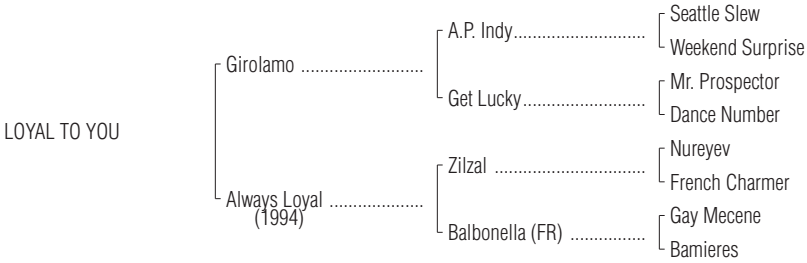 Seattle Slew
A.P. Indy..............................
Weekend Surprise
Girolamo ............................
Mr. Prospector
Get Lucky............................
Dance Number
LOYAL TO YOU
Nureyev
Zilzal ...................................
French Charmer
Always Loyal ......................
(1994)
Gay Mecene
Balbonella (FR) .................
Bamieres